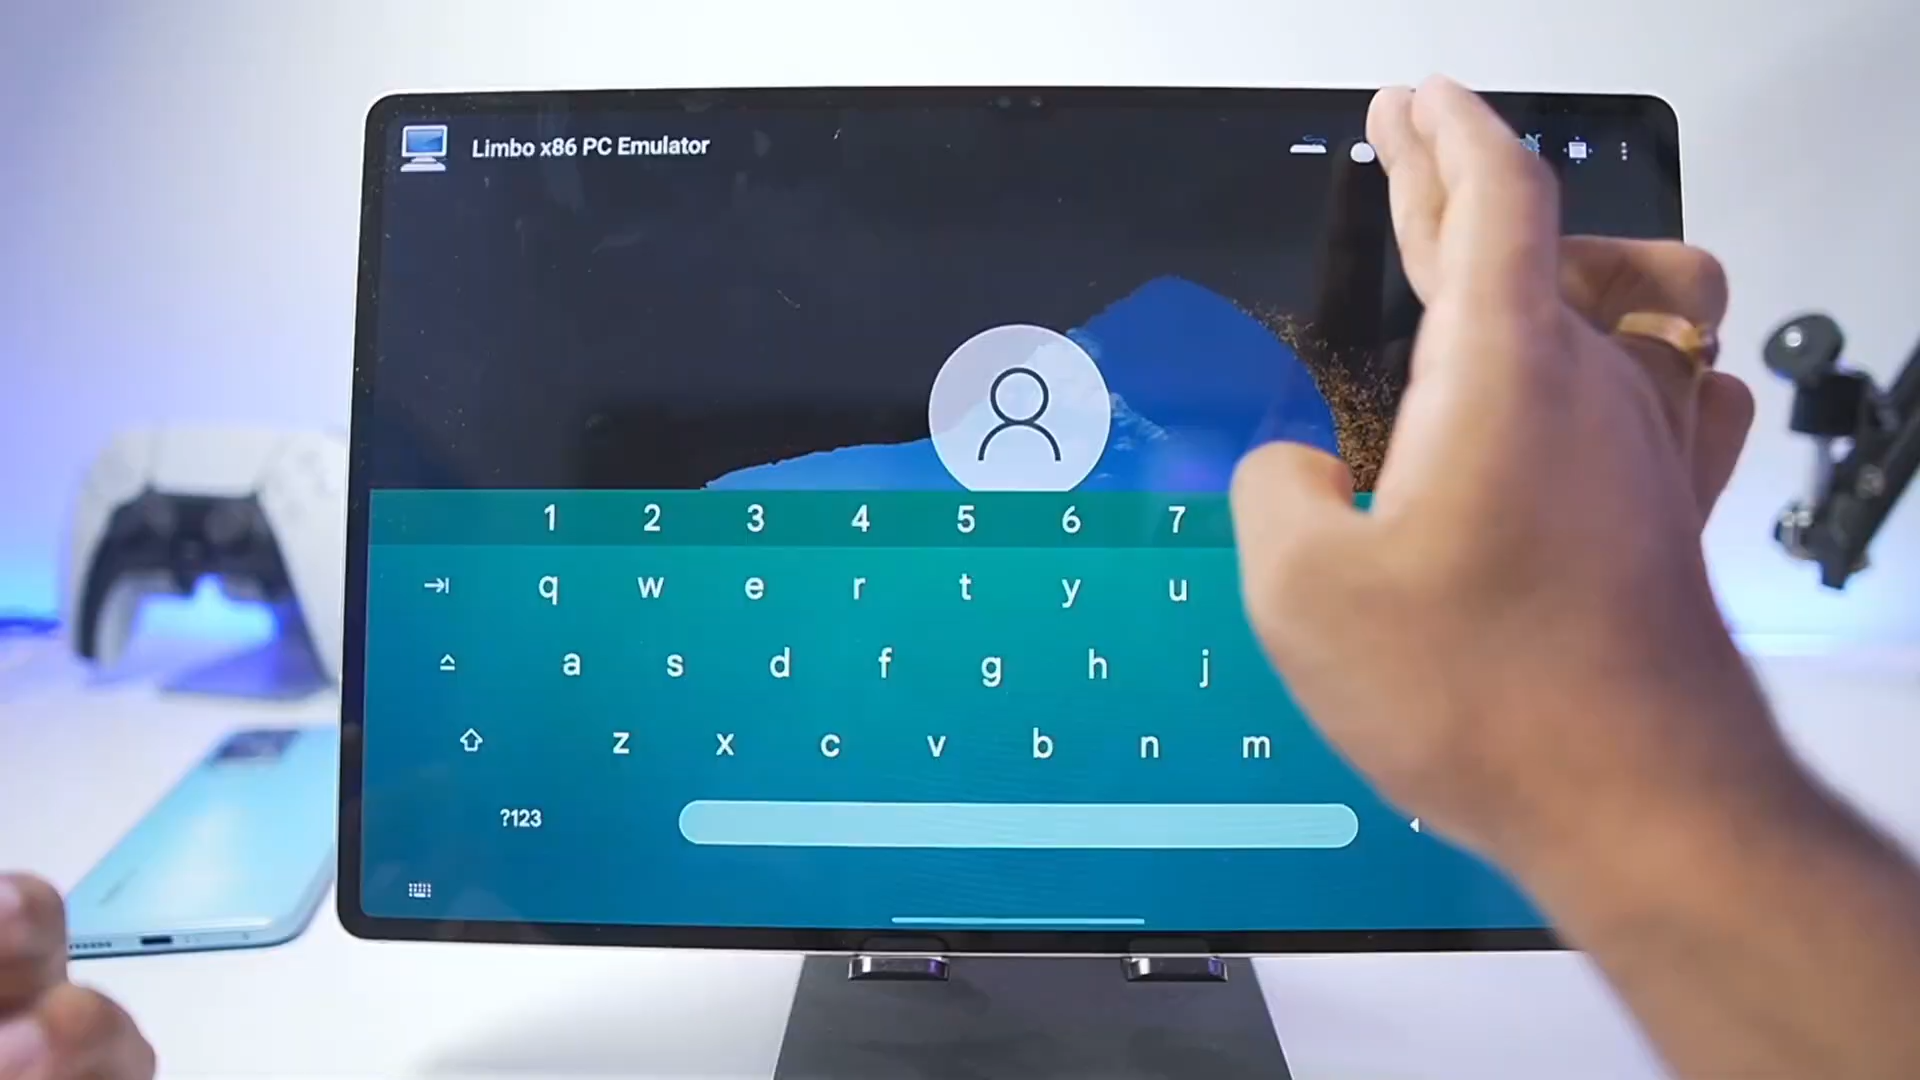 Limbo x86 PC Emulator
1 2 3 4 5 6 7
q w e r t y u
a s d f g h j
z x c v b n m
?123